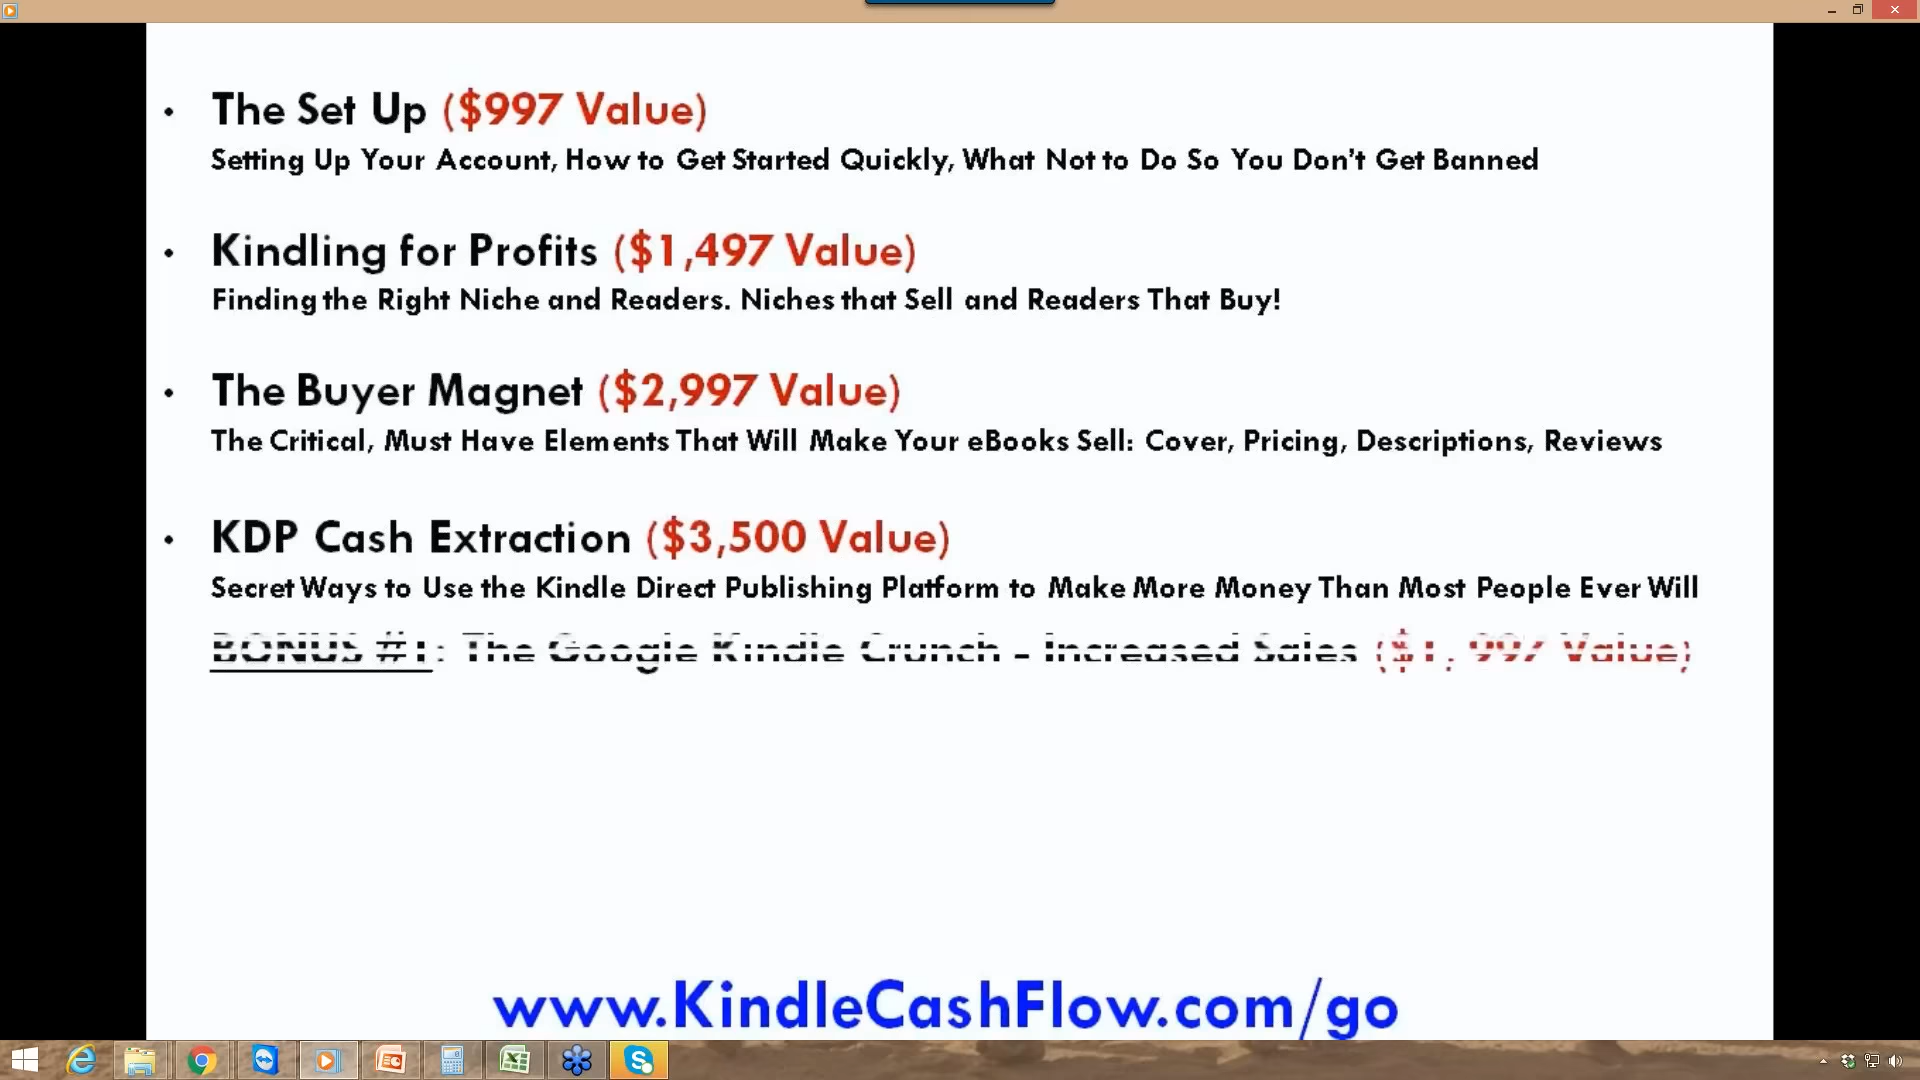 • The Set Up ($997 Value)
Setting Up Your Account, How to Get Started Quickly, What Not to Do So You Don't Get Banned
• Kindling for Profits ($1,497 Value)
Finding the Right Niche and Readers. Niches that Sell and Readers That Buy!
• The Buyer Magnet ($2,997 Value)
The Critical, Must Have Elements That Will Make Your eBooks Sell: Cover, Pricing, Descriptions, Reviews
• KDP Cash Extraction ($3,500 Value)
Secret Ways to Use the Kindle Direct Publishing Platform to Make More Money Than Most People Ever Will
BONUS #1: The Google Kindle Crunch - Increased Sales ($1, 997 Value)
www.KindleCashFlow.com/go